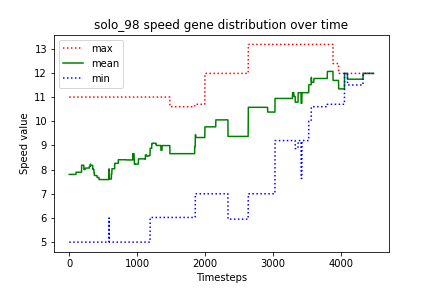 solo_98 speed gene distribution over time
max
mean
min
Speed value
13
12
11
10
9
8
7
6
5
0 1000 2000 3000 4000
Timesteps